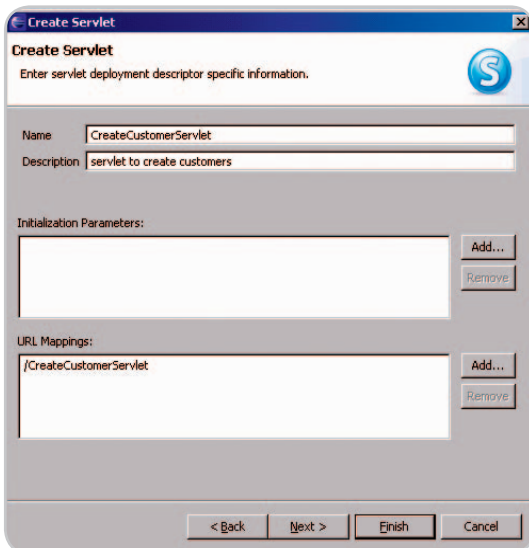 Create Servlet
Create Servlet
Enter servlet deployment descriptor specific information.
S
Name CreateCustomerServlet
Description servlet to create customers
Initialization Parameters:
Add...
Remove
URL Mappings:
/CreateCustomerServlet
Add...
Remove
< Back Next > Finish Cancel